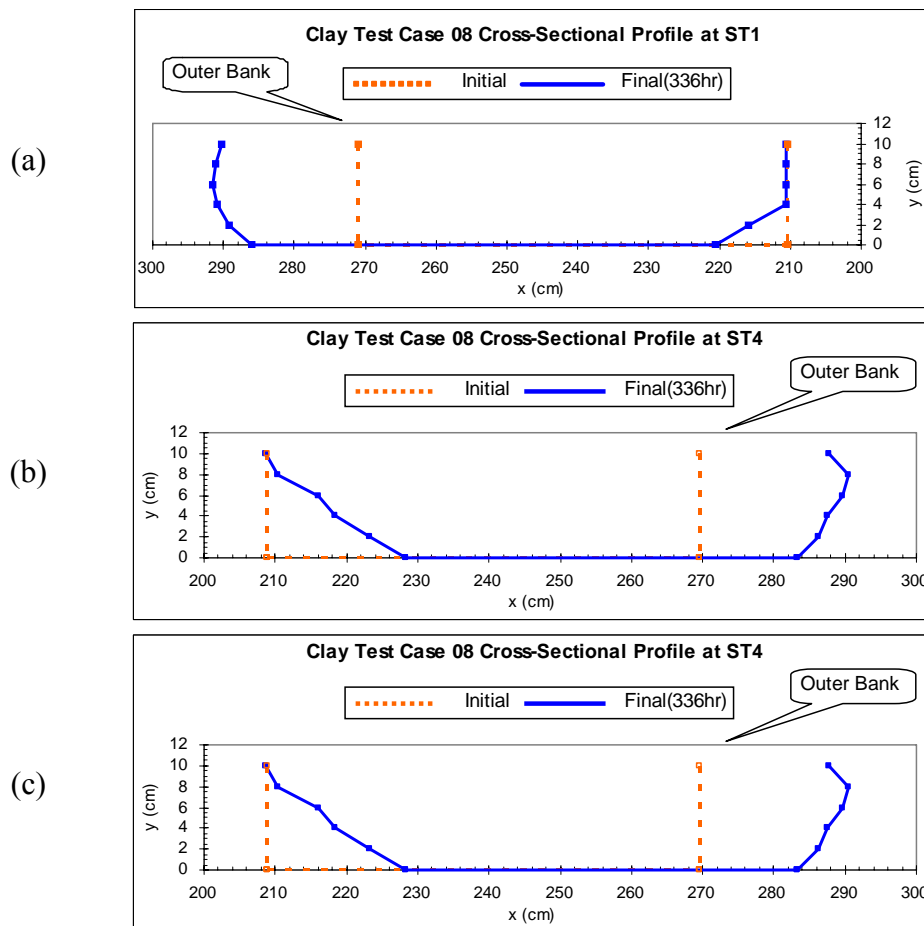 (a)
Clay Test Case 08 Cross-Sectional Profile at ST1
Outer Bank
Initial Final(336hr)
12
10
8
6
4
2
0
y (cm)
300 290 280 270 260 250 240 230 220 210 200
x (cm)
(b)
Clay Test Case 08 Cross-Sectional Profile at ST4
Outer Bank
Initial Final(336hr)
12
10
8
6
4
2
0
y (cm)
200 210 220 230 240 250 260 270 280 290 300
x (cm)
(c)
Clay Test Case 08 Cross-Sectional Profile at ST4
Outer Bank
Initial Final(336hr)
12
10
8
6
4
2
0
y (cm)
200 210 220 230 240 250 260 270 280 290 300
x (cm)